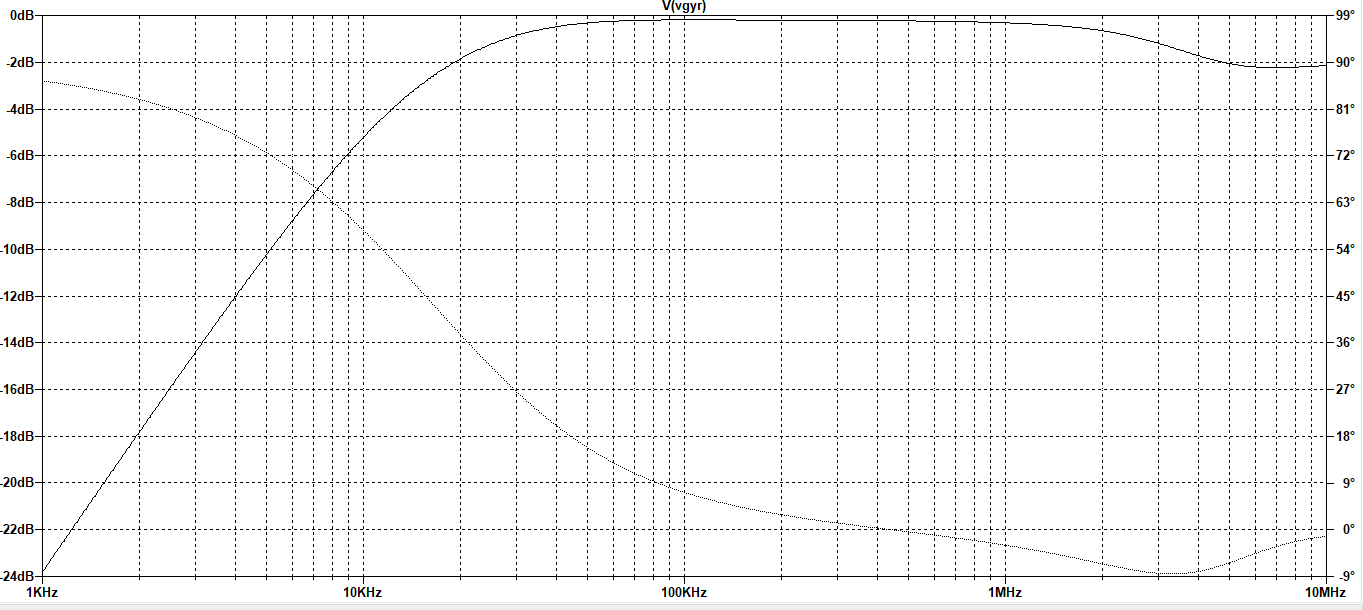 V(vgyr)
0dB 99°
-2dB 90°
-4dB 81°
-6dB 72°
-8dB 63°
-10dB 54°
-12dB 45°
-14dB 36°
-16dB 27°
-18dB 18°
-20dB 9°
-22dB 0°
-24dB -9°
1KHz 10KHz 100KHz 1MHz 10MHz